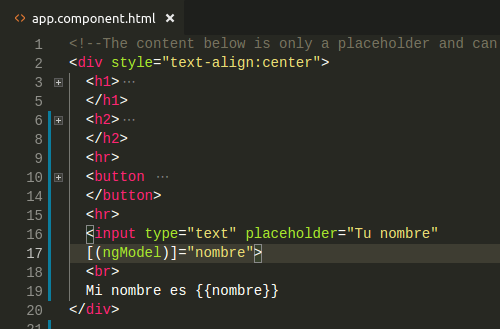 <> app.component.html ×
1 <!--The content below is only a placeholder and can
2 <div style="text-align:center">
3 <h1>···
5 </h1>
6 <h2>···
8 </h2>
9 <hr>
10 <button ···
14 </button>
15 <hr>
16 <input type="text" placeholder="Tu nombre"
17 [(ngModel)]="nombre">
18 <br>
19 Mi nombre es {{nombre}}
20 </div>
21